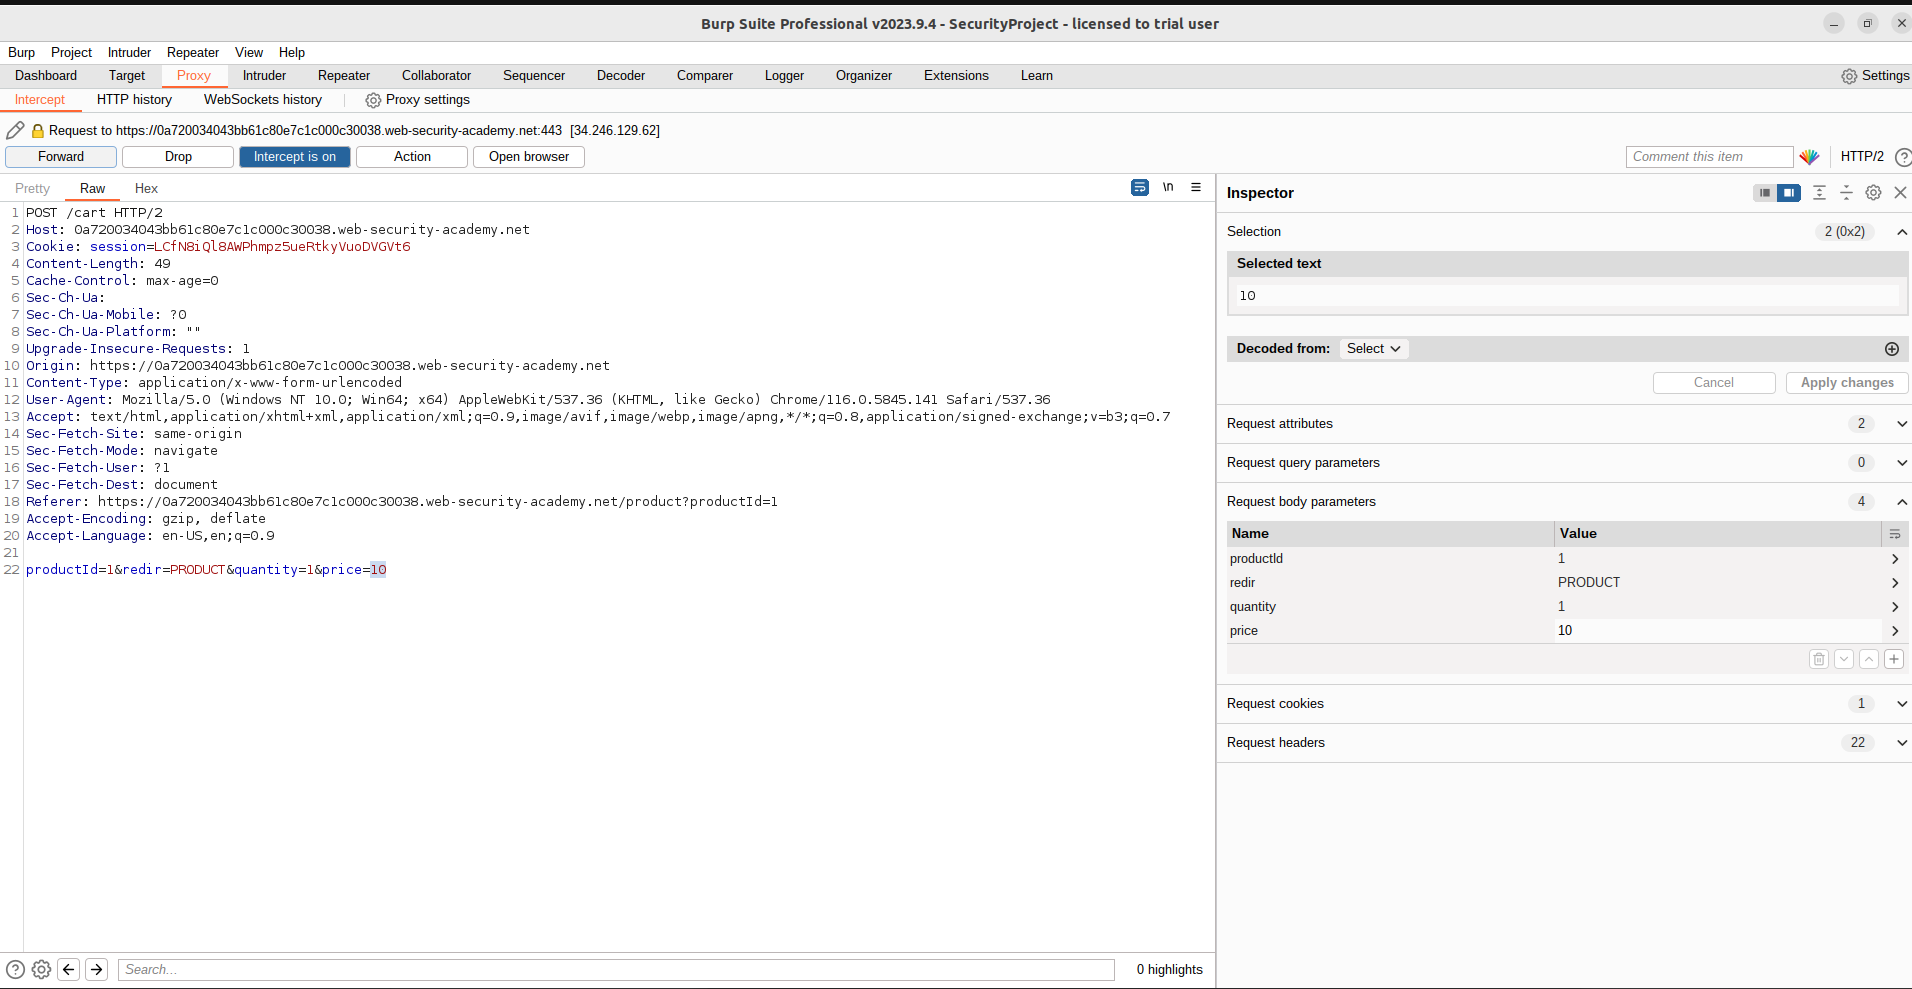 Burp Suite Professional v2023.9.4 - SecurityProject - licensed to trial user
Burp Project Intruder Repeater View Help
Dashboard Target Proxy Intruder Repeater Collaborator Sequencer Decoder Comparer Logger Organizer Extensions Learn Settings
Intercept HTTP history WebSockets history Proxy settings
Request to https://0a720034043bb61c80e7c1c000c30038.web-security-academy.net:443 [34.246.129.62]
Forward Drop Intercept is on Action Open browser Comment this item HTTP/2 ?
Pretty Raw Hex \n
1 POST /cart HTTP/2
2 Host: 0a720034043bb61c80e7c1c000c30038.web-security-academy.net
3 Cookie: session=LCfN8iQl8AWPhmpz5ueRtkyVuoDVGVt6
4 Content-Length: 49
5 Cache-Control: max-age=0
6 Sec-Ch-Ua:
7 Sec-Ch-Ua-Mobile: ?0
8 Sec-Ch-Ua-Platform: ""
9 Upgrade-Insecure-Requests: 1
10 Origin: https://0a720034043bb61c80e7c1c000c30038.web-security-academy.net
11 Content-Type: application/x-www-form-urlencoded
12 User-Agent: Mozilla/5.0 (Windows NT 10.0; Win64; x64) AppleWebKit/537.36 (KHTML, like Gecko) Chrome/116.0.5845.141 Safari/537.36
13 Accept: text/html,application/xhtml+xml,application/xml;q=0.9,image/avif,image/webp,image/apng,*/*;q=0.8,application/signed-exchange;v=b3;q=0.7
14 Sec-Fetch-Site: same-origin
15 Sec-Fetch-Mode: navigate
16 Sec-Fetch-User: ?1
17 Sec-Fetch-Dest: document
18 Referer: https://0a720034043bb61c80e7c1c000c30038.web-security-academy.net/product?productId=1
19 Accept-Encoding: gzip, deflate
20 Accept-Language: en-US,en;q=0.9
21
22 productId=1&redir=PRODUCT&quantity=1&price=10
? Search... 0 highlights
Inspector
Selection 2 (0x2)
Selected text
10
Decoded from: Select
Cancel Apply changes
Request attributes 2
Request query parameters 0
Request body parameters 4
Name Value
productId 1
redir PRODUCT
quantity 1
price 10
Request cookies 1
Request headers 22